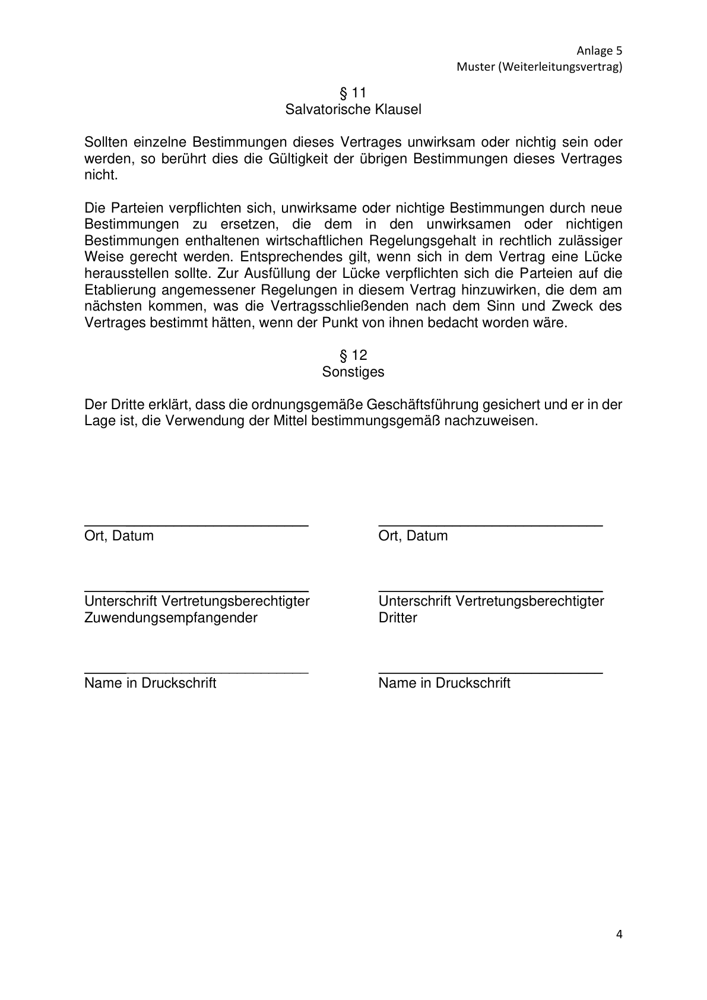 Anlage 5
Muster (Weiterleitungsvertrag)
§ 11
Salvatorische Klausel
Sollten einzelne Bestimmungen dieses Vertrages unwirksam oder nichtig sein oder
werden, so berührt dies die Gültigkeit der übrigen Bestimmungen dieses Vertrages
nicht.
Die Parteien verpflichten sich, unwirksame oder nichtige Bestimmungen durch neue
Bestimmungen zu ersetzen, die dem in den unwirksamen oder nichtigen
Bestimmungen enthaltenen wirtschaftlichen Regelungsgehalt in rechtlich zulässiger
Weise gerecht werden. Entsprechendes gilt, wenn sich in dem Vertrag eine Lücke
herausstellen sollte. Zur Ausfüllung der Lücke verpflichten sich die Parteien auf die
Etablierung angemessener Regelungen in diesem Vertrag hinzuwirken, die dem am
nächsten kommen, was die Vertragsschließenden nach dem Sinn und Zweck des
Vertrages bestimmt hätten, wenn der Punkt von ihnen bedacht worden wäre.
§ 12
Sonstiges
Der Dritte erklärt, dass die ordnungsgemäße Geschäftsführung gesichert und er in der
Lage ist, die Verwendung der Mittel bestimmungsgemäß nachzuweisen.
Ort, Datum
Ort, Datum
Unterschrift Vertretungsberechtigter
Zuwendungsempfangender
Unterschrift Vertretungsberechtigter
Dritter
Name in Druckschrift
Name in Druckschrift
4